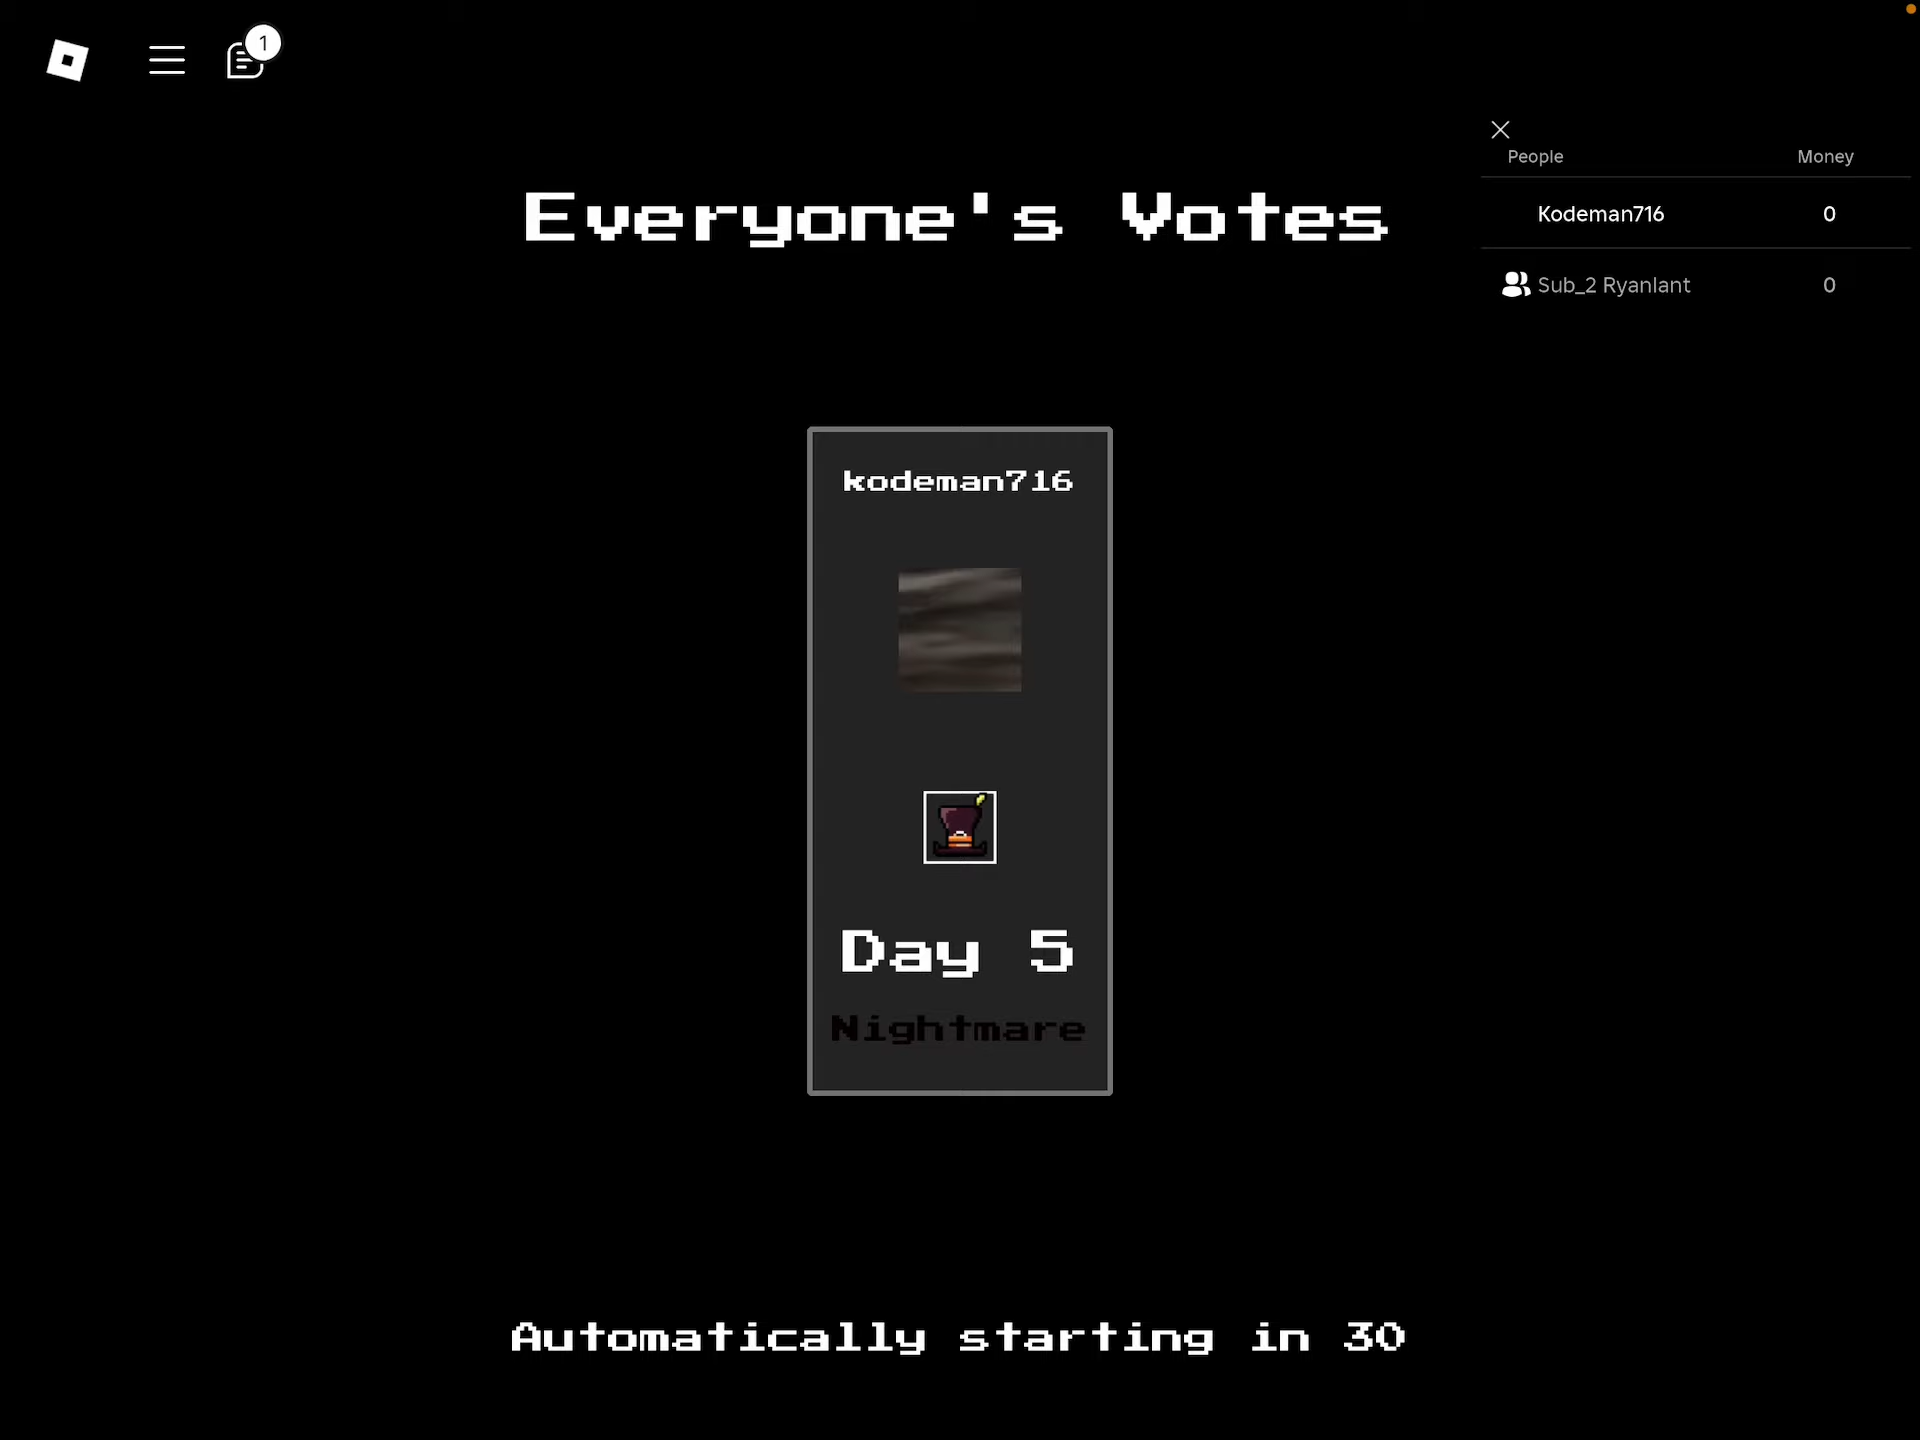 1
People Money
Everyone's Votes
Kodeman716 0
Sub_2 Ryanlant 0
kodeman716
Day 5
Nightmare
Automatically starting in 30